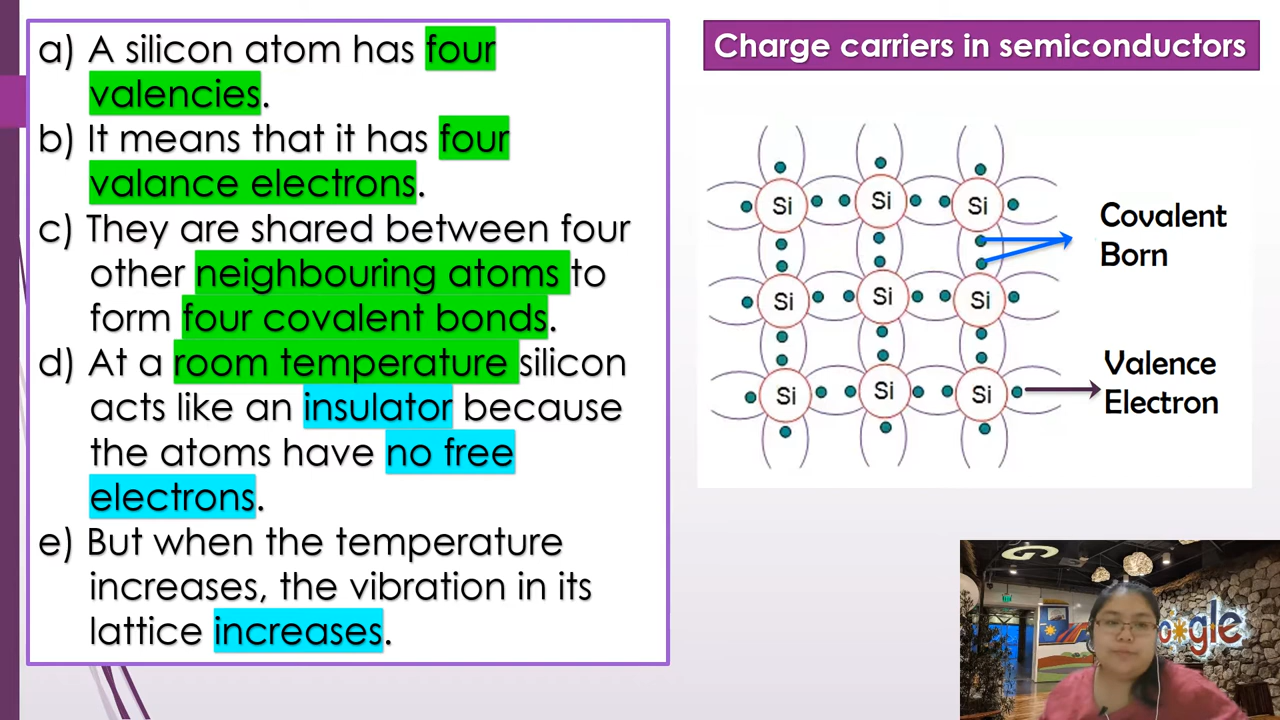 a) A silicon atom has four
valencies.
b) It means that it has four
valance electrons.
c) They are shared between four
other neighbouring atoms to
form four covalent bonds.
d) At a room temperature silicon
acts like an insulator because
the atoms have no free
electrons.
e) But when the temperature
increases, the vibration in its
lattice increases.
Charge carriers in semiconductors
Si Si Si
Covalent
Born
Si Si Si
Valence
Electron
Si Si Si
G
gle